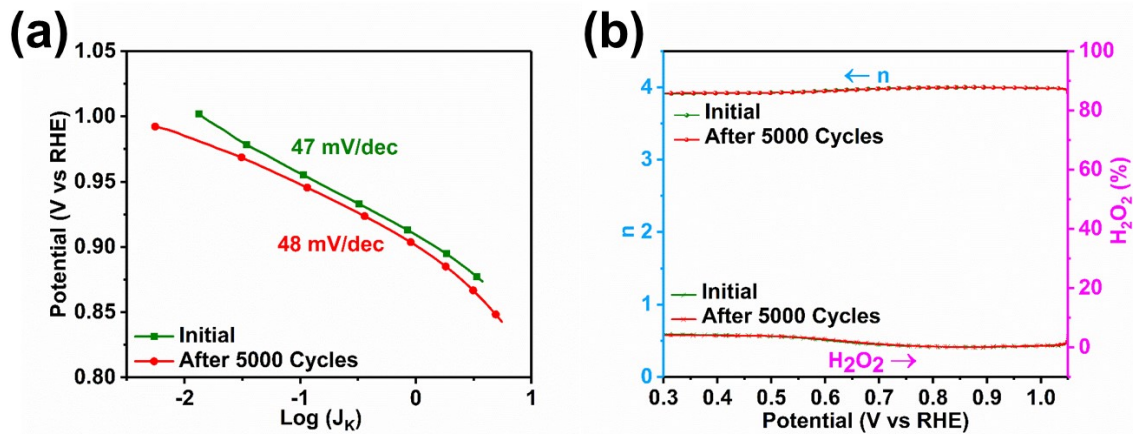 (a)
1.05
1.00
0.95
0.90
0.85
0.80
Potential (V vs RHE)
47 mV/dec
48 mV/dec
Initial
After 5000 Cycles
-2
-1
0
1
Log (J_K)
(b)
4
3
2
1
0
n
← n
Initial
After 5000 Cycles
Initial
After 5000 Cycles
H₂O₂ →
100
80
60
40
20
0
H₂O₂ (%)
0.3 0.4 0.5 0.6 0.7 0.8 0.9 1.0
Potential (V vs RHE)